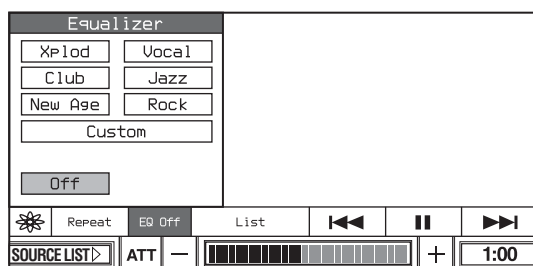 Equalizer
Xplod Vocal
Club Jazz
New Age Rock
Custom
Off
Repeat EQ Off List
SOURCE LIST ATT − + 1:00